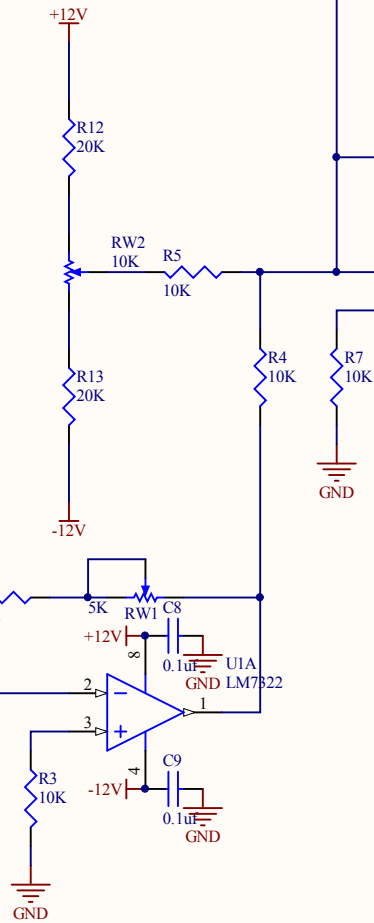 +12V
R12
20K
RW2
10K
R5
10K
R4
10K
R7
10K
R13
20K
GND
-12V
5K
RW1
C8
+12V
8
0.1uf
GND
U1A
LM7322
2
3
1
4
R3
10K
C9
-12V
0.1uf
GND
GND